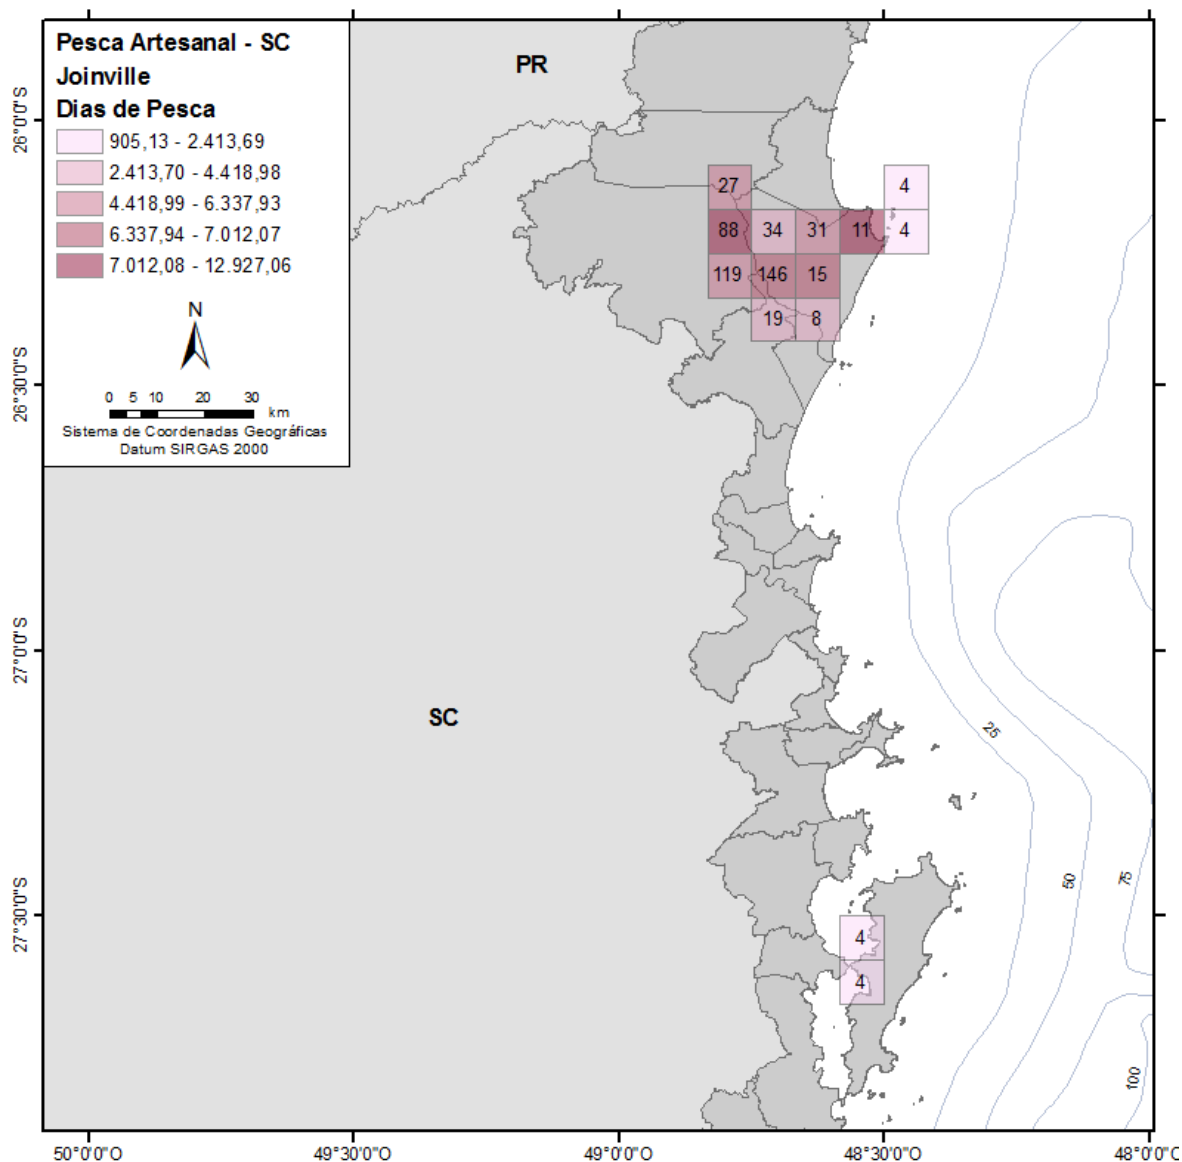 Pesca Artesanal - SC
Joinville
Dias de Pesca
905,13 - 2.413,69
2.413,70 - 4.418,98
4.418,99 - 6.337,93
6.337,94 - 7.012,07
7.012,08 - 12.927,06
N
0 5 10 20 30
km
Sistema de Coordenadas Geográficas
Datum SIRGAS 2000
PR
SC
27
4
88
34
31
11
4
119
146
15
19
8
4
4
25
50
75
100
26°0'0"S
26°30'0"S
27°0'0"S
27°30'0"S
50°0'0"O
49°30'0"O
49°0'0"O
48°30'0"O
48°0'0"O